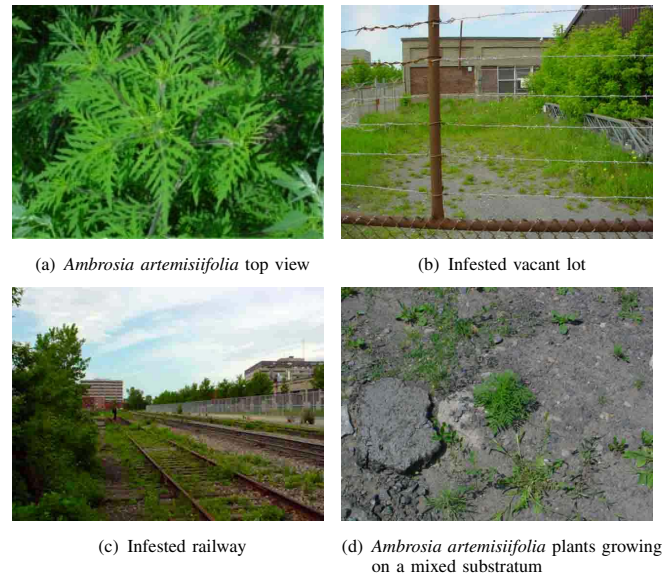 (a) Ambrosia artemisiifolia top view
(b) Infested vacant lot
(c) Infested railway
(d) Ambrosia artemisiifolia plants growing
on a mixed substratum